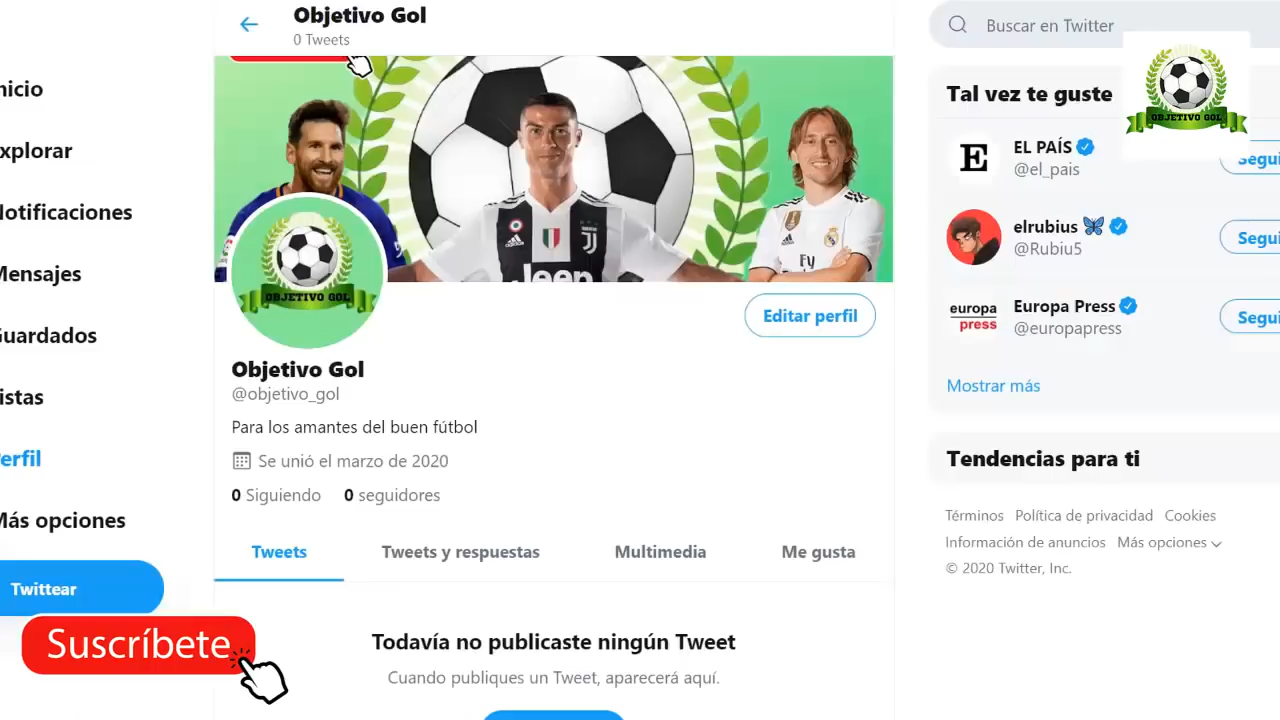 Objetivo Gol
0 Tweets
Buscar en Twitter
nicio
xplorar
Notificaciones
Mensajes
Guardados
istas
erfil
Más opciones
Twittear
Suscríbete
Jeep
Fly
OBJETIVO GOL
Editar perfil
Objetivo Gol
@objetivo_gol
Para los amantes del buen fútbol
Se unió el marzo de 2020
0 Siguiendo 0 seguidores
Tweets Tweets y respuestas Multimedia Me gusta
Todavía no publicaste ningún Tweet
Cuando publiques un Tweet, aparecerá aquí.
Tal vez te guste
OBJETIVO GOL
E
EL PAÍS
@el_pais
Segui
elrubius
@Rubiu5
Segui
europa
press
Europa Press
@europapress
Segui
Mostrar más
Tendencias para ti
Términos Política de privacidad Cookies
Información de anuncios Más opciones
© 2020 Twitter, Inc.